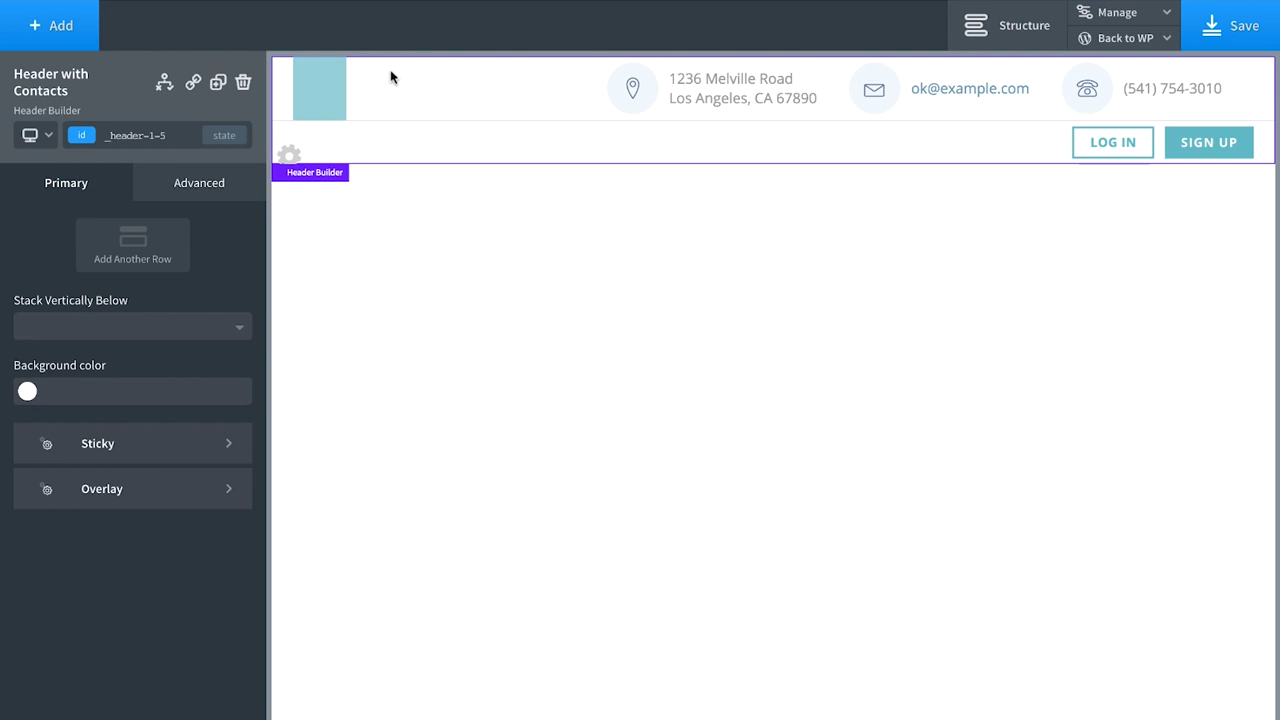 + Add
Structure
Manage
Back to WP
Save
Header with
Contacts
Header Builder
id
_header-1-5
state
Primary
Advanced
Add Another Row
Stack Vertically Below
Background color
Sticky
Overlay
1236 Melville Road
Los Angeles, CA 67890
ok@example.com
(541) 754-3010
LOG IN
SIGN UP
Header Builder